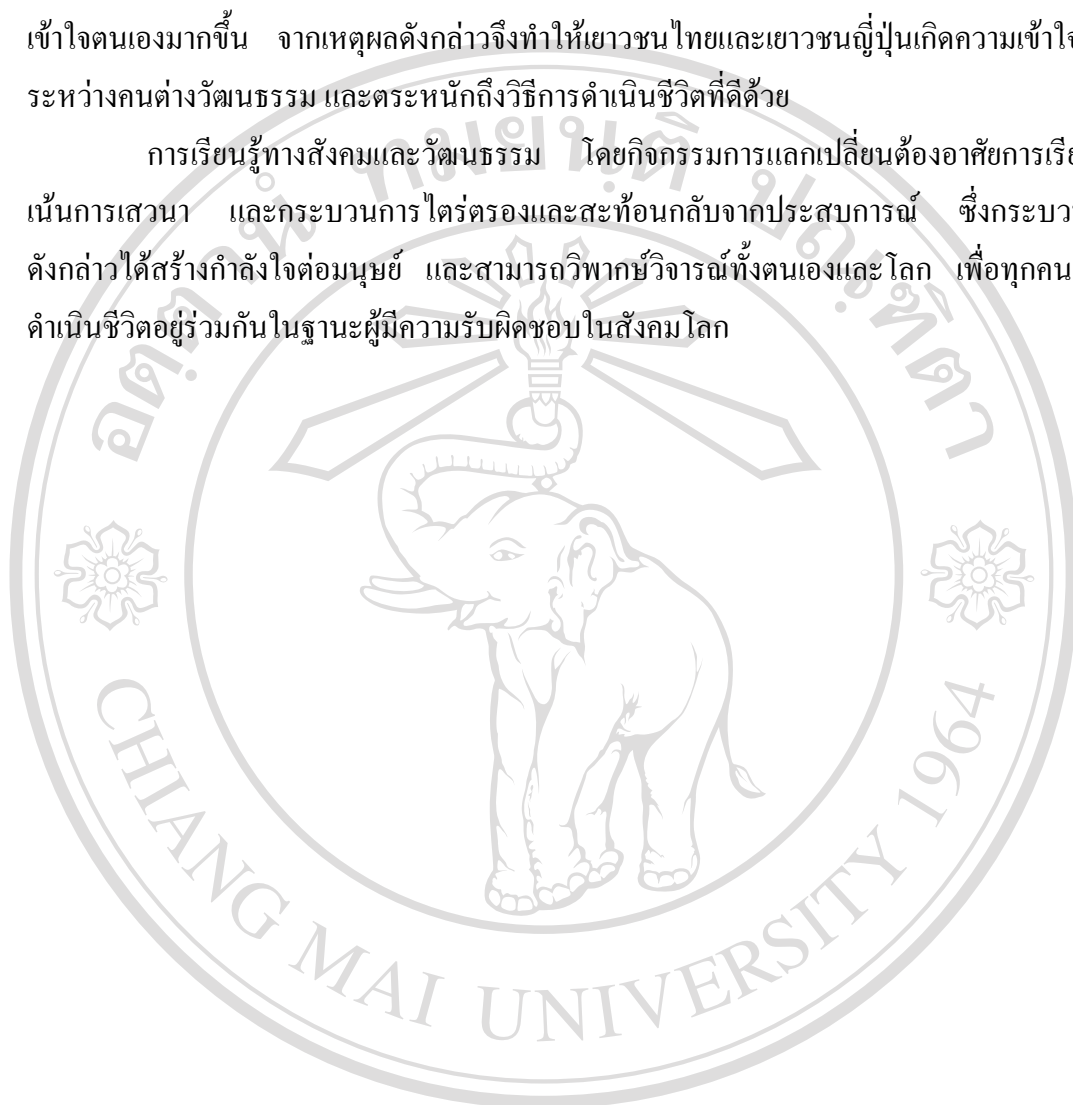 เข้าใจตนเองมากขึ้น จากเหตุผลดังกล่าวจึงทำให้เยาวชนไทยและเยาวชนญี่ปุ่นเกิดความเข้าใจ
ระหว่างคนต่างวัฒนธรรม และตระหนักถึงวิธีการดำเนินชีวิตที่ดีด้วย
การเรียนรู้ทางสังคมและวัฒนธรรม โดยกิจกรรมการแลกเปลี่ยนต้องอาศัยการเรีย
เน้นการเสวนา และกระบวนการไตร่ตรองและสะท้อนกลับจากประสบการณ์ ซึ่งกระบว
ดังกล่าวได้สร้างกำลังใจต่อมนุษย์ และสามารถวิพากษ์วิจารณ์ทั้งตนเองและโลก เพื่อทุกคน
ดำเนินชีวิตอยู่ร่วมกันในฐานะผู้มีความรับผิดชอบในสังคมโลก
อตฺตานํ ทมยนฺติ ปณฺฑิตา
CHIANG MAI UNIVERSITY 1964